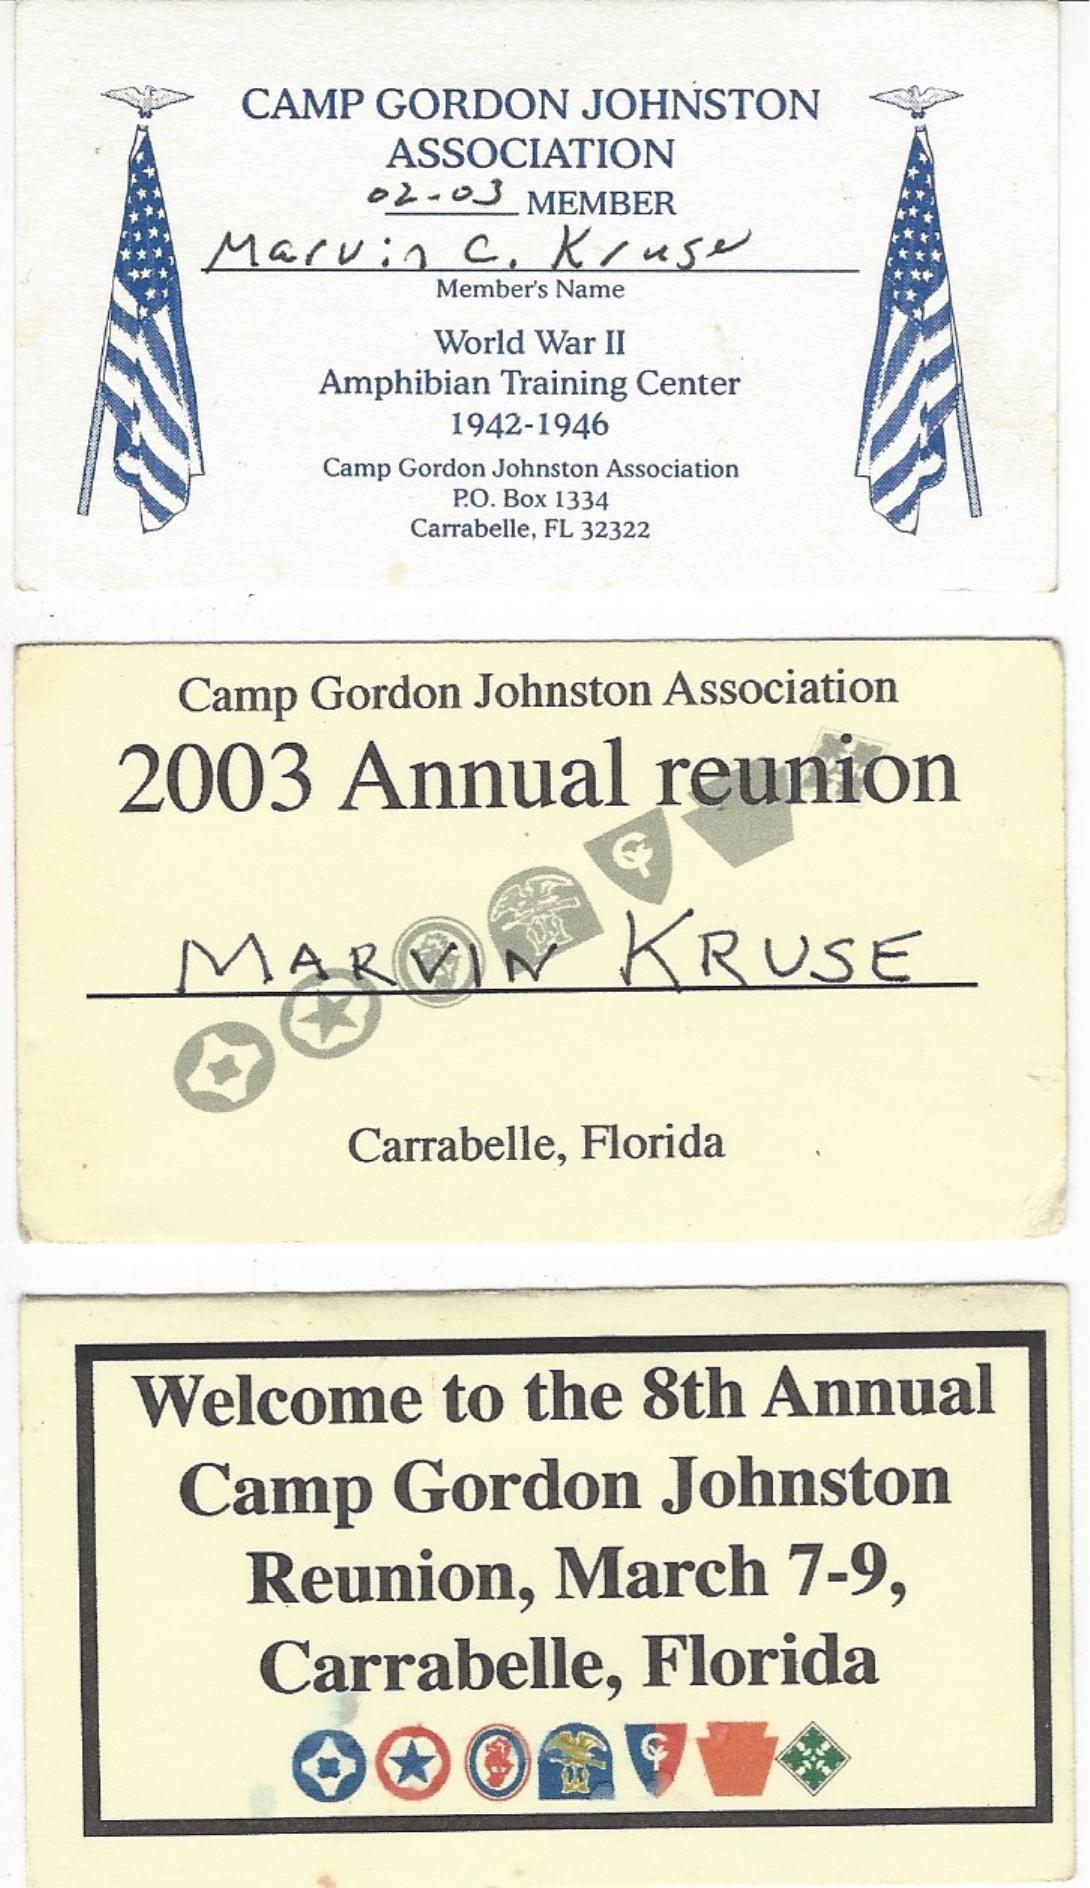 CAMP GORDON JOHNSTON
ASSOCIATION
02-03 MEMBER
Marvin C. Kruse
Member's Name
World War II
Amphibian Training Center
1942-1946
Camp Gordon Johnston Association
P.O. Box 1334
Carrabelle, FL 32322
Camp Gordon Johnston Association
2003 Annual reunion
MARVIN KRUSE
Carrabelle, Florida
Welcome to the 8th Annual
Camp Gordon Johnston
Reunion, March 7-9,
Carrabelle, Florida